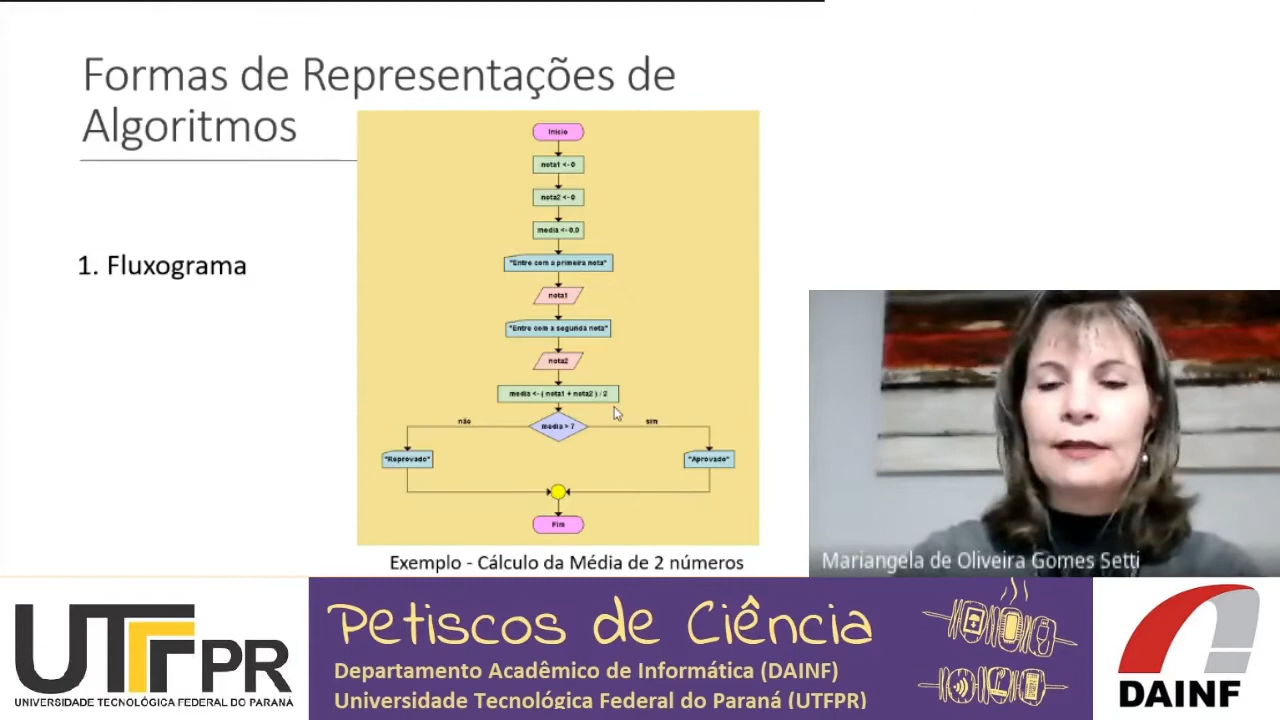 Formas de Representações de
Algoritmos
1. Fluxograma
Inicio
nota1 <- 0
nota2 <- 0
media <- 0.0
"Entre com a primeira nota"
nota1
"Entre com a segunda nota"
nota2
media <- ( nota1 + nota2 ) / 2
não
media > 7
sim
"Reprovado"
"Aprovado"
Fim
Exemplo - Cálculo da Média de 2 números
Mariangela de Oliveira Gomes Setti
UTFPR
UNIVERSIDADE TECNOLÓGICA FEDERAL DO PARANÁ
Petiscos de Ciência
Departamento Acadêmico de Informática (DAINF)
Universidade Tecnológica Federal do Paraná (UTFPR)
DAINF